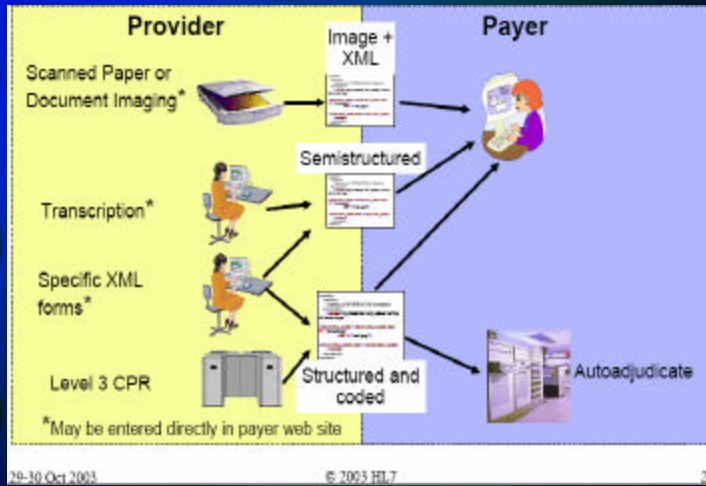 Provider
Image +
XML
Payer
Scanned Paper or
Document Imaging*
Semistructured
Transcription*
Specific XML
forms*
Level 3 CPR
Structured and
coded
Autoadjudicate
*May be entered directly in payer web site
29-30 Oct 2003
© 2003 HL7
2